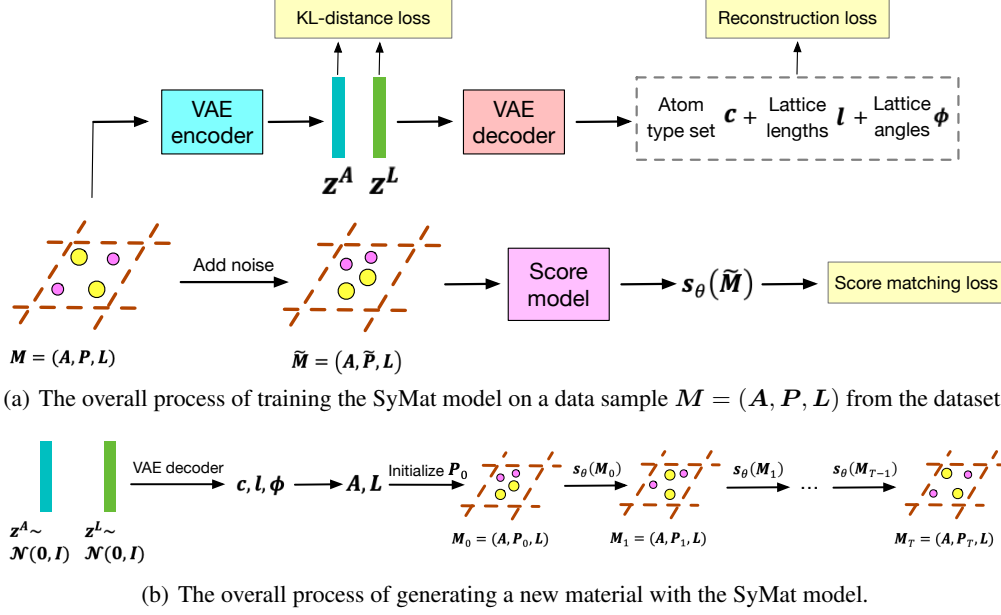 KL-distance loss
Reconstruction loss
VAE encoder
VAE decoder
Atom type set c + Lattice lengths l + Lattice angles ϕ
z^A z^L
Add noise
Score model
s_θ(M̃)
Score matching loss
M = (A, P, L)
M̃ = (A, P̃, L)
(a) The overall process of training the SyMat model on a data sample M = (A, P, L) from the dataset
VAE decoder
c, l, ϕ
A, L
Initialize P_0
s_θ(M_0)
s_θ(M_1)
...
s_θ(M_{T−1})
z^A~ N(0, I)
z^L~ N(0, I)
M_0 = (A, P_0, L)
M_1 = (A, P_1, L)
M_T = (A, P_T, L)
(b) The overall process of generating a new material with the SyMat model.